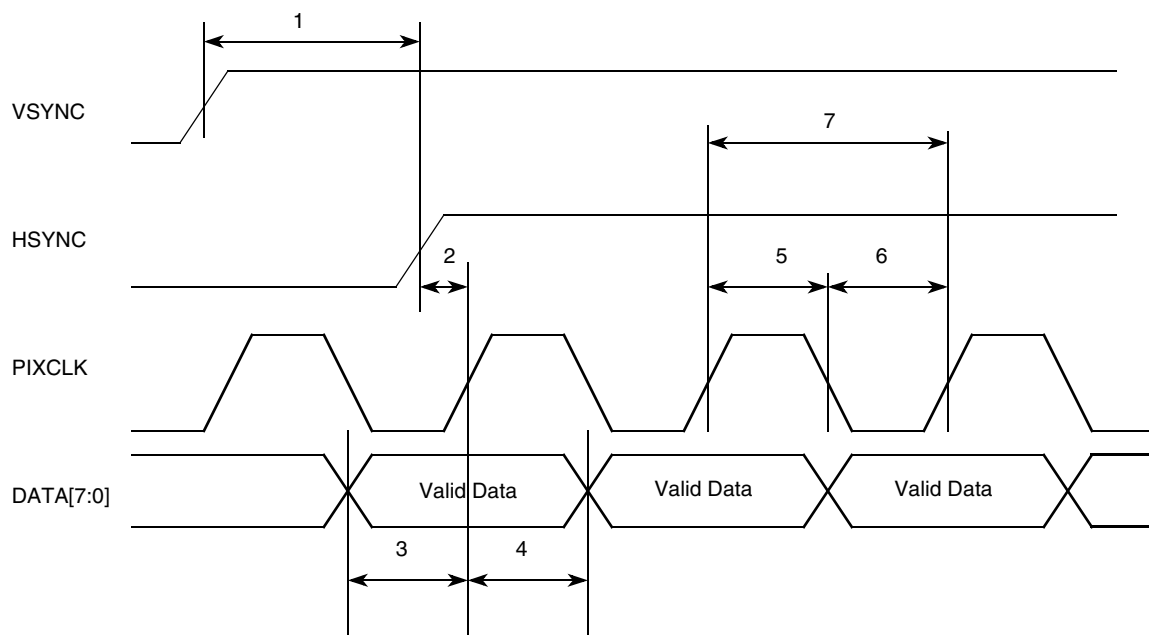 1
VSYNC
7
HSYNC
2
5
6
PIXCLK
DATA[7:0]
Valid Data
Valid Data
Valid Data
3
4